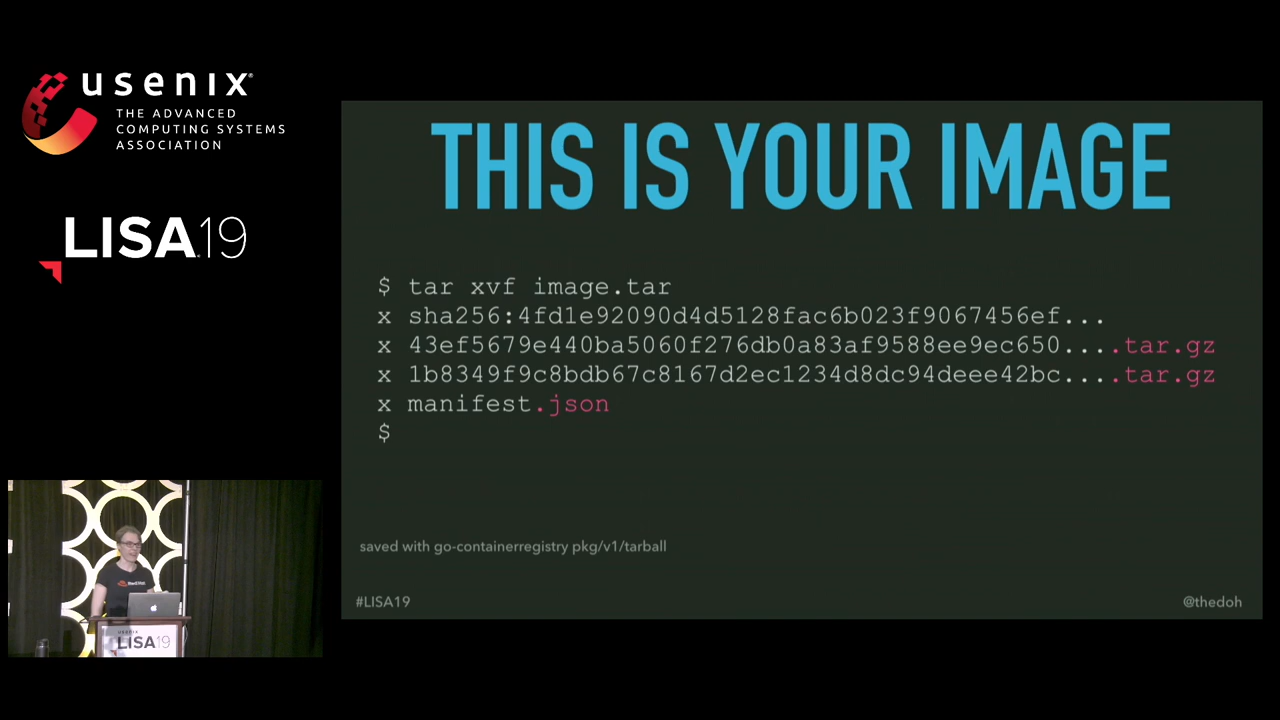 usenix®
THE ADVANCED
COMPUTING SYSTEMS
ASSOCIATION
LISA19
THIS IS YOUR IMAGE
$ tar xvf image.tar
x sha256:4fd1e92090d4d5128fac6b023f9067456ef...
x 43ef5679e440ba5060f276db0a83af9588ee9ec650....tar.gz
x 1b8349f9c8bdb67c8167d2ec1234d8dc94deee42bc....tar.gz
x manifest.json
$
saved with go-containerregistry pkg/v1/tarball
#LISA19
@thedoh
USENIX
LISA19